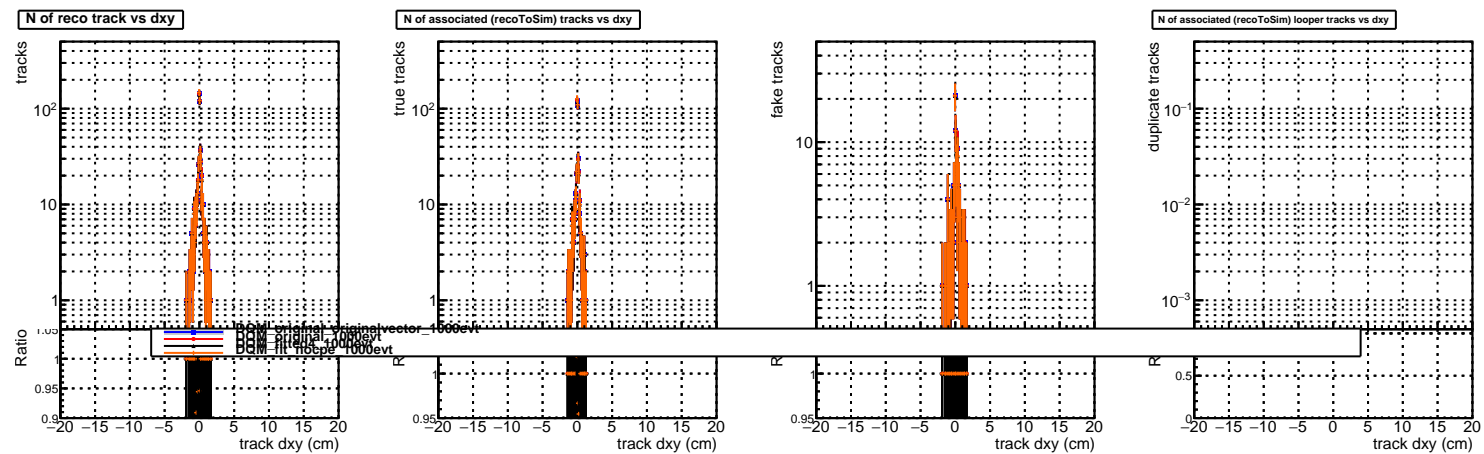 N of reco track vs dxy
N of associated (recoToSim) tracks vs dxy
N of associated (recoToSim) looper tracks vs dxy
tracks
10²
10
1
true tracks
10²
10
1
fake tracks
10
1
duplicate tracks
10⁻¹
10⁻²
10⁻³
DQM_original_originalvector_1000evt
DQM_original_1000evt
DQM_fitted4_1000evt
DQM_fit_nocpe_1000evt
Ratio
1.05
1
0.95
0.9
−20 −15 −10 −5 0 5 10 15 20
track dxy (cm)
R
1
0.95
−20 −15 −10 −5 0 5 10 15 20
track dxy (cm)
R
1
0.95
−20 −15 −10 −5 0 5 10 15 20
track dxy (cm)
R
0.5
0
−20 −15 −10 −5 0 5 10 15 20
track dxy (cm)